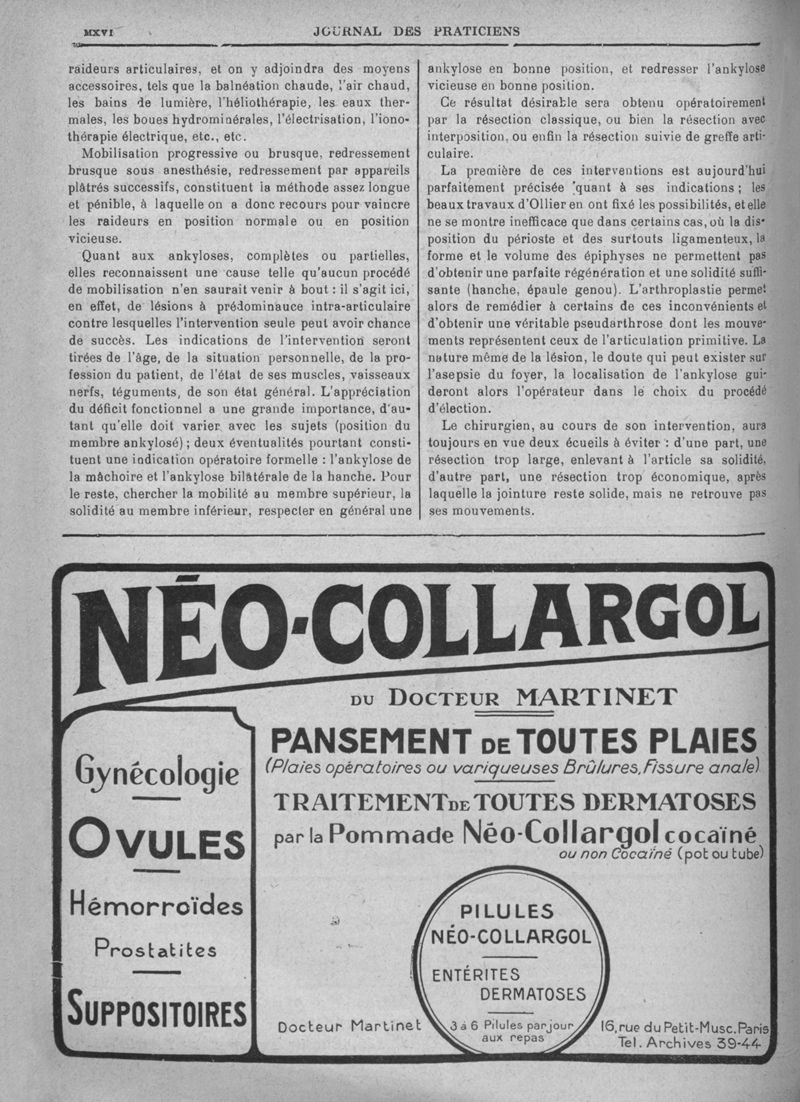 MXVI
JOURNAL DES PRATICIENS
raideurs articulaires, et on y adjoindra des moyens
accessoires, tels que la balnéation chaude, l'air chaud,
les bains de lumière, l'héliothérapie, les eaux ther-
males, les boues hydrominérales, l'électrisation, l'iono-
thérapie électrique, etc., etc.
Mobilisation progressive ou brusque, redressement
brusque sous anesthésie, redressement par appareils
plâtrés successifs, constituent la méthode assez longue
et pénible, à laquelle on a donc recours pour vaincre
les raideurs en position normale ou en position
vicieuse.
Quant aux ankyloses, complètes ou partielles,
elles reconnaissent une cause telle qu'aucun procédé
de mobilisation n'en saurait venir à bout : il s'agit ici,
en effet, de lésions à prédominauce intra-articulaire
contre lesquelles l'intervention seule peut avoir chance
de succès. Les indications de l'intervention seront
tirées de l'âge, de la situation personnelle, de la pro-
fession du patient, de l'état de ses muscles, vaisseaux
nerfs, téguments, de son état général. L'appréciation
du déficit fonctionnel a une grande importance, d'au-
tant qu'elle doit varier avec les sujets (position du
membre ankylosé) ; deux éventualités pourtant consti-
tuent une indication opératoire formelle : l'ankylose de
la mâchoire et l'ankylose bilatérale de la hanche. Pour
le reste, chercher la mobilité au membre supérieur, la
solidité au membre inférieur, respecter en général une
ankylose en bonne position, et redresser l'ankylose
vicieuse en bonne position.
Ce résultat désirable sera obtenu opératoirement
par la résection classique, ou bien la résection avec
interposition, ou enfin la résection suivie de greffe arti-
culaire.
La première de ces interventions est aujourd'hui
parfaitement précisée quant à ses indications ; les
beaux travaux d'Ollier en ont fixé les possibilités, et elle
ne se montre inefficace que dans certains cas, où la dis-
position du périoste et des surtouts ligamenteux, la
forme et le volume des épiphyses ne permettent pas
d'obtenir une parfaite régénération et une solidité suffi-
sante (hanche, épaule genou). L'arthroplastie permet
alors de remédier à certains de ces inconvénients et
d'obtenir une véritable pseudarthrose dont les mouve-
ments représentent ceux de l'articulation primitive. La
nature même de la lésion, le doute qui peut exister sur
l'asepsie du foyer, la localisation de l'ankylose gui-
deront alors l'opérateur dans le choix du procédé
d'élection.
Le chirurgien, au cours de son intervention, aura
toujours en vue deux écueils à éviter : d'une part, une
résection trop large, enlevant à l'article sa solidité,
d'autre part, une résection trop économique, après
laquelle la jointure reste solide, mais ne retrouve pas
ses mouvements.
NÉO-COLLARGOL
DU DOCTEUR MARTINET
Gynécologie
OVULES
Hémorroïdes
Prostatites
SUPPOSITOIRES
PANSEMENT DE TOUTES PLAIES
(Plaies opératoires ou variqueuses Brûlures, Fissure anale)
TRAITEMENT DE TOUTES DERMATOSES
par la Pommade Néo-Collargol cocaïné
ou non Cocaïné (pot ou tube)
PILULES
NÉO-COLLARGOL
ENTÉRITES
DERMATOSES
3 à 6 Pilules par jour
aux repas
Docteur Martinet
16, rue du Petit-Musc. Paris
Tel. Archives 39-44